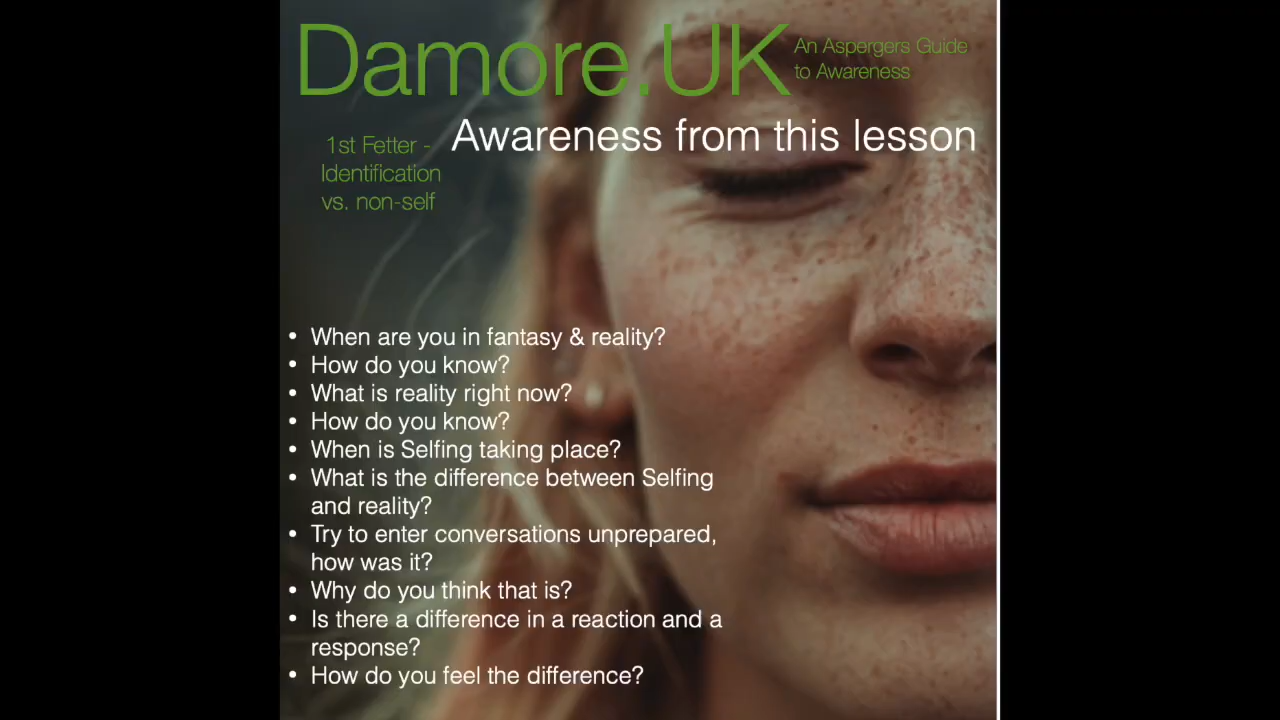 Damore.UK
An Aspergers Guide
to Awareness
Awareness from this lesson
1st Fetter -
Identification
vs. non-self
• When are you in fantasy & reality?
• How do you know?
• What is reality right now?
• How do you know?
• When is Selfing taking place?
• What is the difference between Selfing
and reality?
• Try to enter conversations unprepared,
how was it?
• Why do you think that is?
• Is there a difference in a reaction and a
response?
• How do you feel the difference?